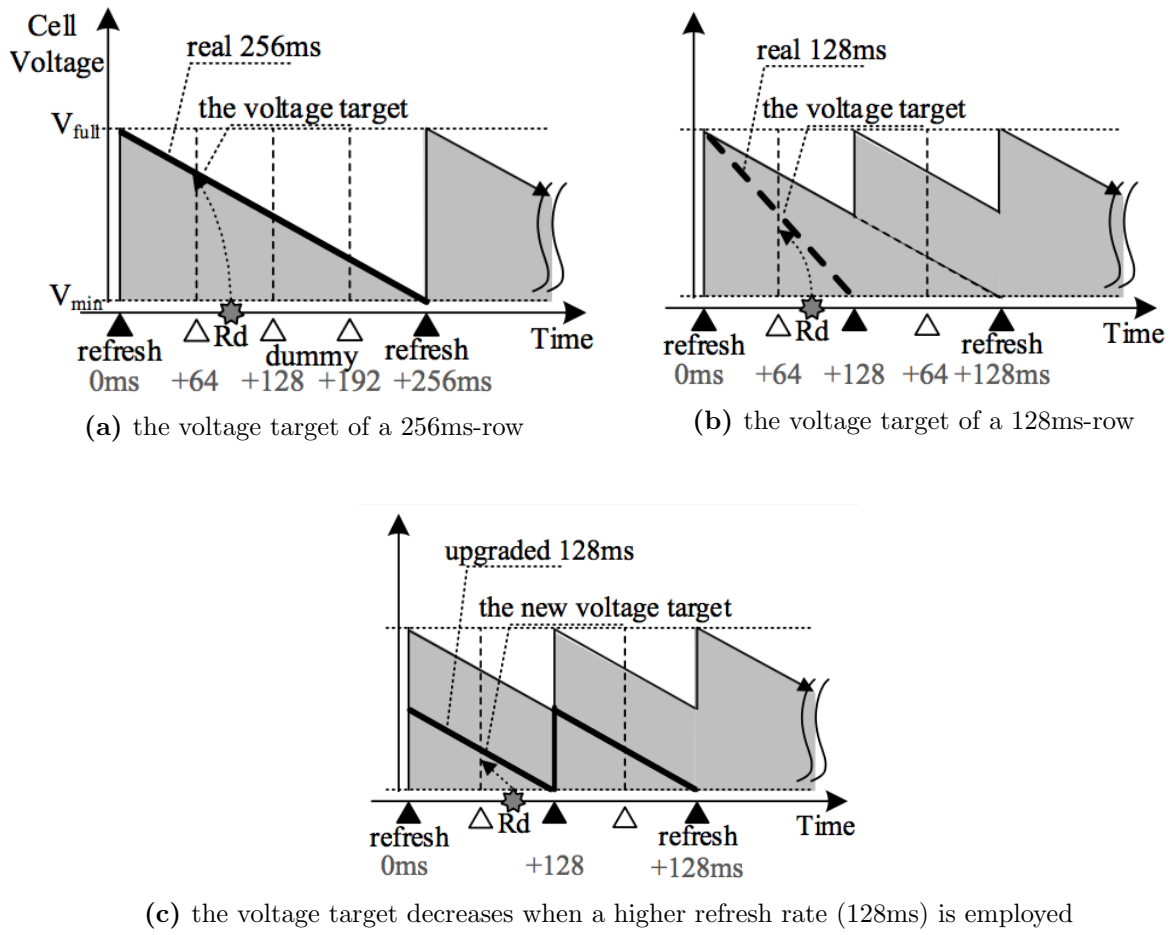 Cell
Voltage
real 256ms
the voltage target
Vfull
Vmin
Rd
Time
refresh
dummy
refresh
0ms +64 +128 +192 +256ms
(a) the voltage target of a 256ms-row
real 128ms
the voltage target
Rd
Time
refresh
refresh
0ms +64 +128 +64 +128ms
(b) the voltage target of a 128ms-row
upgraded 128ms
the new voltage target
Rd
Time
refresh
refresh
0ms +128 +128ms
(c) the voltage target decreases when a higher refresh rate (128ms) is employed